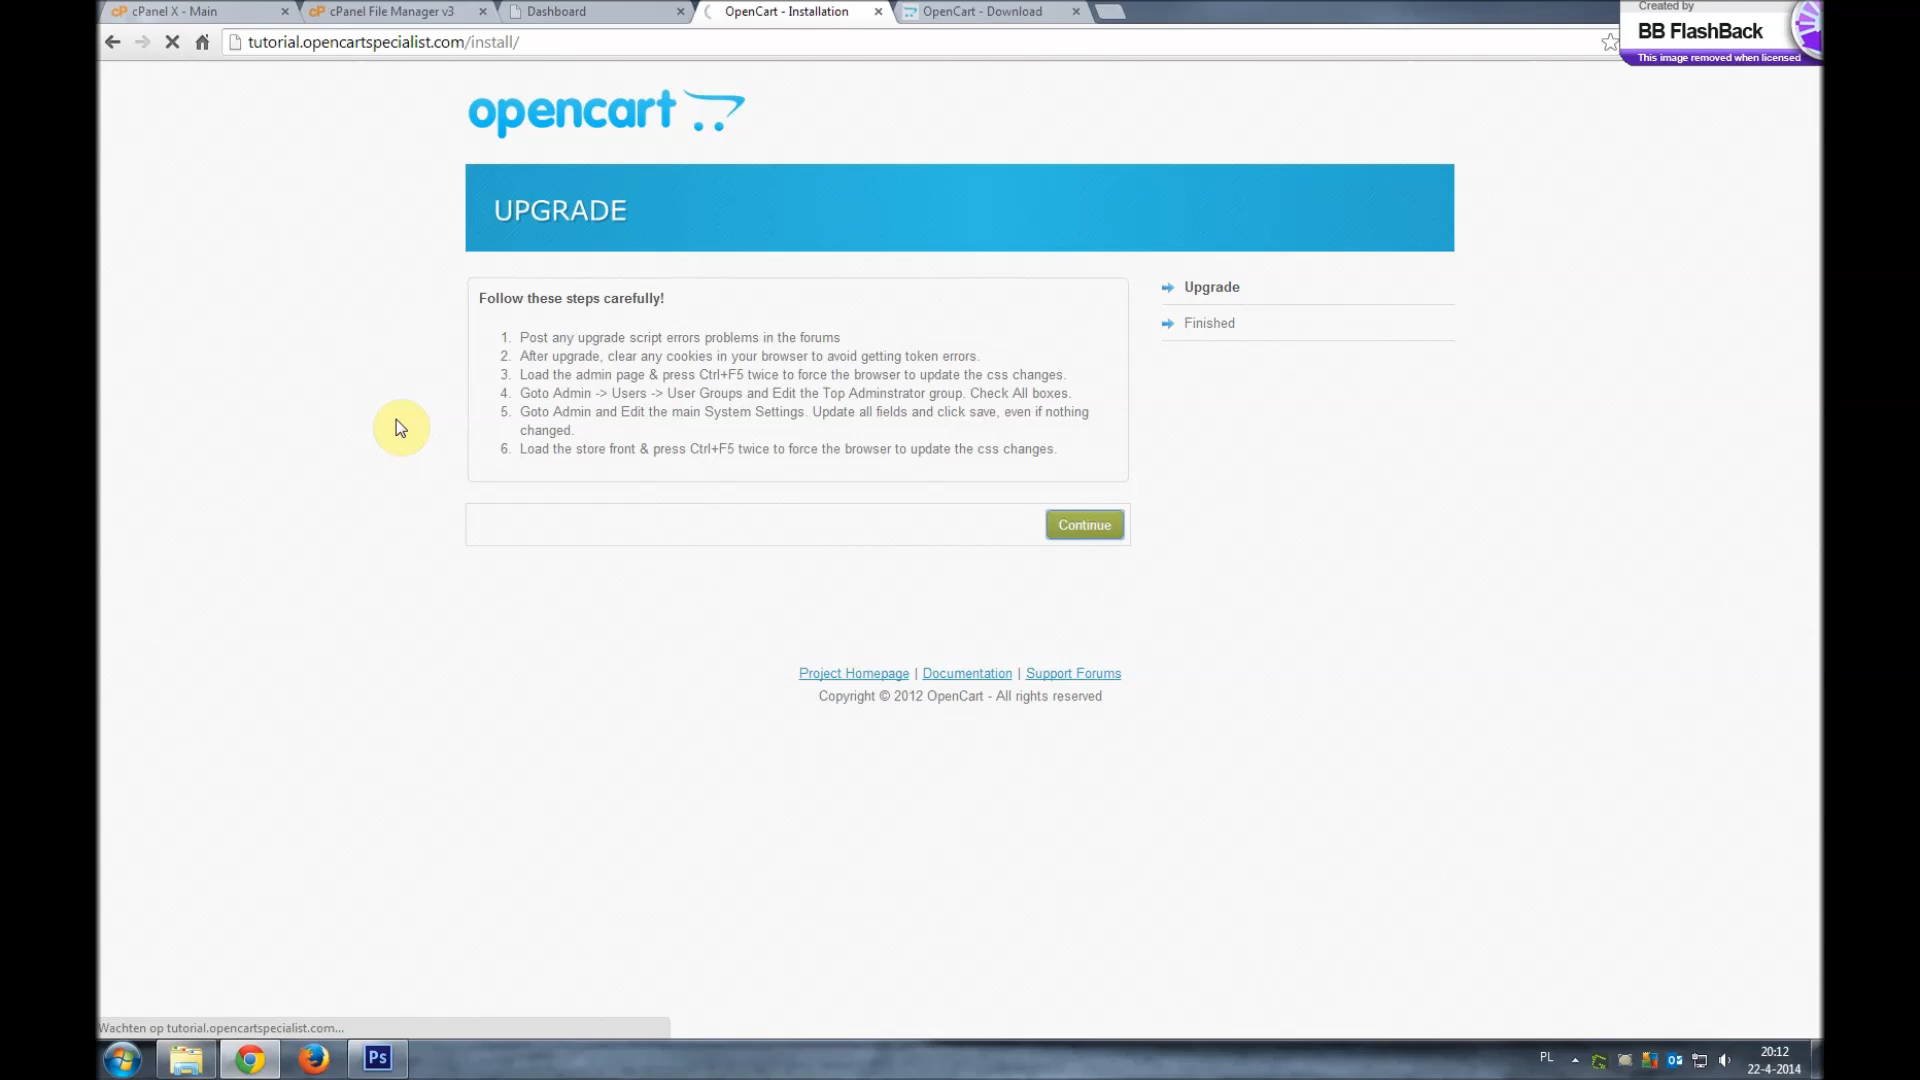 cP cPanel X - Main
cP cPanel File Manager v3
Dashboard
OpenCart - Installation
OpenCart - Download
Created by
BB FlashBack
This image removed when licensed
tutorial.opencartspecialist.com/install/
opencart
UPGRADE
Follow these steps carefully!
1. Post any upgrade script errors problems in the forums
2. After upgrade, clear any cookies in your browser to avoid getting token errors.
3. Load the admin page & press Ctrl+F5 twice to force the browser to update the css changes.
4. Goto Admin -> Users -> User Groups and Edit the Top Adminstrator group. Check All boxes.
5. Goto Admin and Edit the main System Settings. Update all fields and click save, even if nothing
changed.
6. Load the store front & press Ctrl+F5 twice to force the browser to update the css changes.
Upgrade
Finished
Continue
Project Homepage | Documentation | Support Forums
Copyright © 2012 OpenCart - All rights reserved
Wachten op tutorial.opencartspecialist.com...
Ps
PL
20:12
22-4-2014